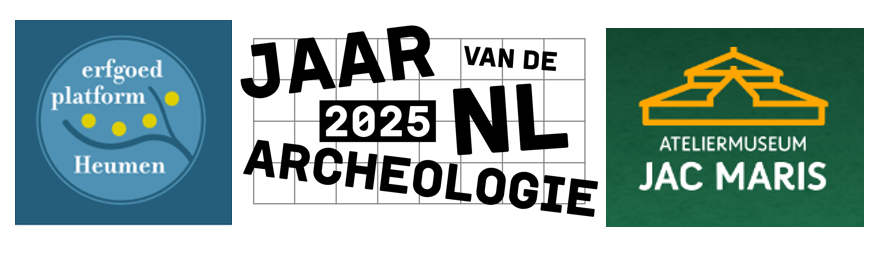 erfgoed
platform
Heumen
JAAR VAN DE
2025 NL
ARCHEOLOGIE
ATELIERMUSEUM
JAC MARIS